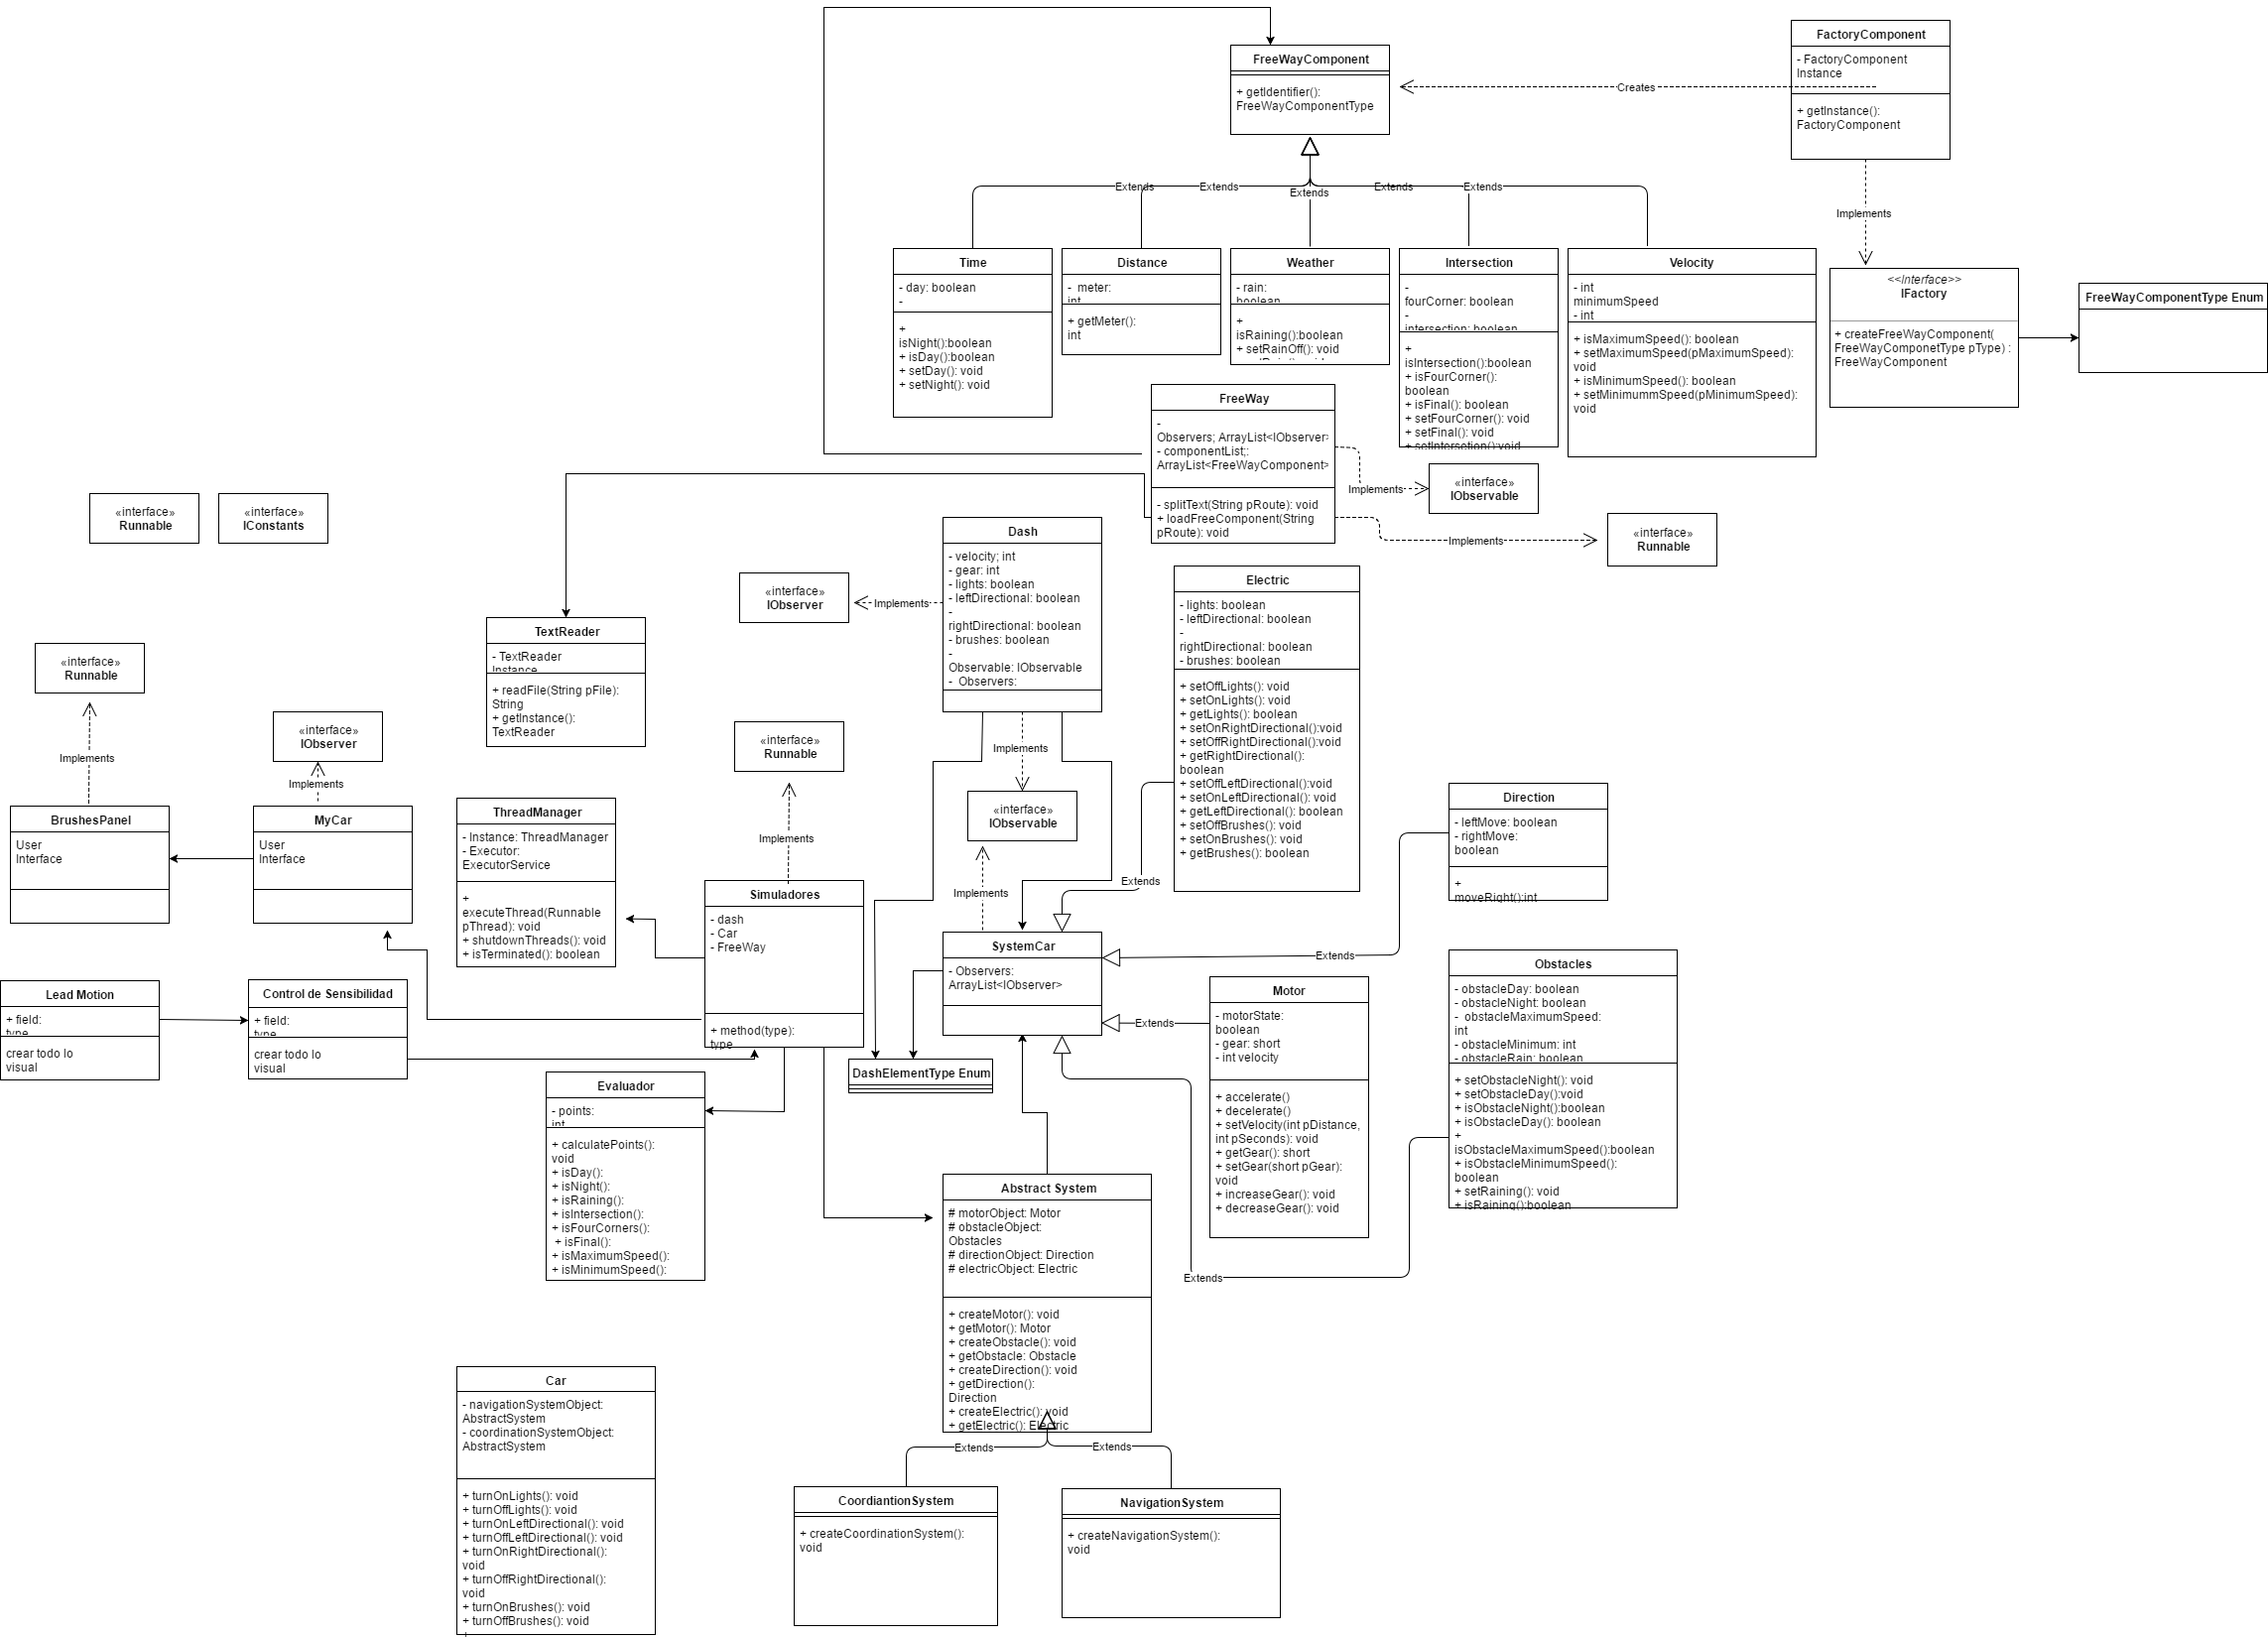 FreeWayComponent
+ getIdentifier():
FreeWayComponentType
FactoryComponent
- FactoryComponent
Instance
+ getInstance():
FactoryComponent
Creates
Implements
Extends
Extends
Extends
Extends
Extends
Time
- day: boolean
-
+
isNight():boolean
+ isDay():boolean
+ setDay(): void
+ setNight(): void
Distance
- meter:
int
+ getMeter():
int
Weather
- rain:
boolean
+
isRaining():boolean
+ setRainOff(): void
Intersection
-
fourCorner: boolean
-
intersection: boolean
+
isIntersection():boolean
+ isFourCorner():
boolean
+ isFinal(): boolean
+ setFourCorner(): void
+ setFinal(): void
+ setIntersetion():void
Velocity
- int
minimumSpeed
- int
+ isMaximumSpeed(): boolean
+ setMaximumSpeed(pMaximumSpeed):
void
+ isMinimumSpeed(): boolean
+ setMinimummSpeed(pMinimumSpeed):
void
<<Interface>>
IFactory
+ createFreeWayComponent(
FreeWayComponetType pType) :
FreeWayComponent
FreeWayComponentType Enum
FreeWay
-
Observers; ArrayList<IObserver>
- componentList;:
ArrayList<FreeWayComponent>
- splitText(String pRoute): void
+ loadFreeComponent(String
pRoute): void
Implements
«interface»
IObservable
Implements
«interface»
Runnable
«interface»
Runnable
«interface»
IConstants
Dash
- velocity; int
- gear: int
- lights: boolean
- leftDirectional: boolean
-
rightDirectional: boolean
- brushes: boolean
-
Observable: IObservable
- Observers:
«interface»
IObserver
Implements
Electric
- lights: boolean
- leftDirectional: boolean
-
rightDirectional: boolean
- brushes: boolean
+ setOffLights(): void
+ setOnLights(): void
+ getLights(): boolean
+ setOnRightDirectional():void
+ setOffRightDirectional():void
+ getRightDirectional():
boolean
+ setOffLeftDirectional():void
+ setOnLeftDirectional(): void
+ getLeftDirectional(): boolean
+ setOffBrushes(): void
+ setOnBrushes(): void
+ getBrushes(): boolean
TextReader
- TextReader
Instance
+ readFile(String pFile):
String
+ getInstance():
TextReader
«interface»
Runnable
Implements
«interface»
IObserver
Implements
«interface»
Runnable
Implements
Implements
«interface»
IObservable
Implements
BrushesPanel
User
Interface
MyCar
User
Interface
ThreadManager
- Instance: ThreadManager
- Executor:
ExecutorService
+
executeThread(Runnable
pThread): void
+ shutdownThreads(): void
+ isTerminated(): boolean
Simuladores
- dash
- Car
- FreeWay
+ method(type):
type
Extends
Direction
- leftMove: boolean
- rightMove:
boolean
+
moveRight():int
Extends
SystemCar
- Observers:
ArrayList<IObserver>
Extends
Motor
- motorState:
boolean
- gear: short
- int velocity
+ accelerate()
+ decelerate()
+ setVelocity(int pDistance,
int pSeconds): void
+ getGear(): short
+ setGear(short pGear):
void
+ increaseGear(): void
+ decreaseGear(): void
Obstacles
- obstacleDay: boolean
- obstacleNight: boolean
- obstacleMaximumSpeed:
int
- obstacleMinimum: int
- obstacleRain: boolean
+ setObstacleNight(): void
+ setObstacleDay():void
+ isObstacleNight():boolean
+ isObstacleDay(): boolean
+
isObstacleMaximumSpeed():boolean
+ isObstacleMinimumSpeed():
boolean
+ setRaining(): void
+ isRaining():boolean
Extends
Lead Motion
+ field:
type
crear todo lo
visual
Control de Sensibilidad
+ field:
type
crear todo lo
visual
DashElementType Enum
Evaluador
- points:
int
+ calculatePoints():
void
+ isDay():
+ isNight():
+ isRaining():
+ isIntersection():
+ isFourCorners():
+ isFinal():
+ isMaximumSpeed():
+ isMinimumSpeed():
Abstract System
# motorObject: Motor
# obstacleObject:
Obstacles
# directionObject: Direction
# electricObject: Electric
+ createMotor(): void
+ getMotor(): Motor
+ createObstacle(): void
+ getObstacle: Obstacle
+ createDirection(): void
+ getDirection():
Direction
+ createElectric(): void
+ getElectric(): Electric
Extends
Extends
Car
- navigationSystemObject:
AbstractSystem
- coordinationSystemObject:
AbstractSystem
+ turnOnLights(): void
+ turnOffLights(): void
+ turnOnLeftDirectional(): void
+ turnOffLeftDirectional(): void
+ turnOnRightDirectional():
void
+ turnOffRightDirectional():
void
+ turnOnBrushes(): void
+ turnOffBrushes(): void
CoordiantionSystem
+ createCoordinationSystem():
void
NavigationSystem
+ createNavigationSystem():
void